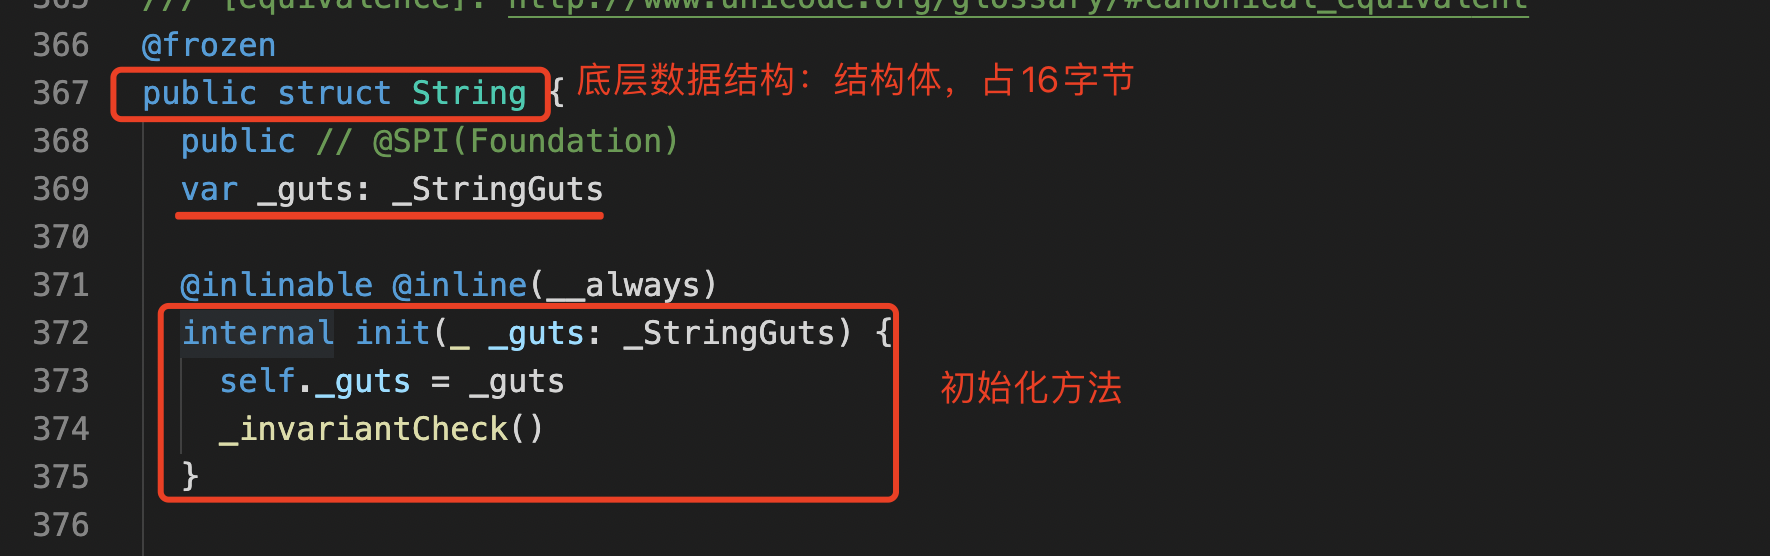 365 /// [equivalence]: http://www.unicode.org/glossary/#canonical_equivalent
366 @frozen
367 public struct String { 底层数据结构：结构体，占16字节
368 public // @SPI(Foundation)
369 var _guts: _StringGuts
370
371 @inlinable @inline(__always)
372 internal init(_ _guts: _StringGuts) {
373 self._guts = _guts
初始化方法
374 _invariantCheck()
375 }
376